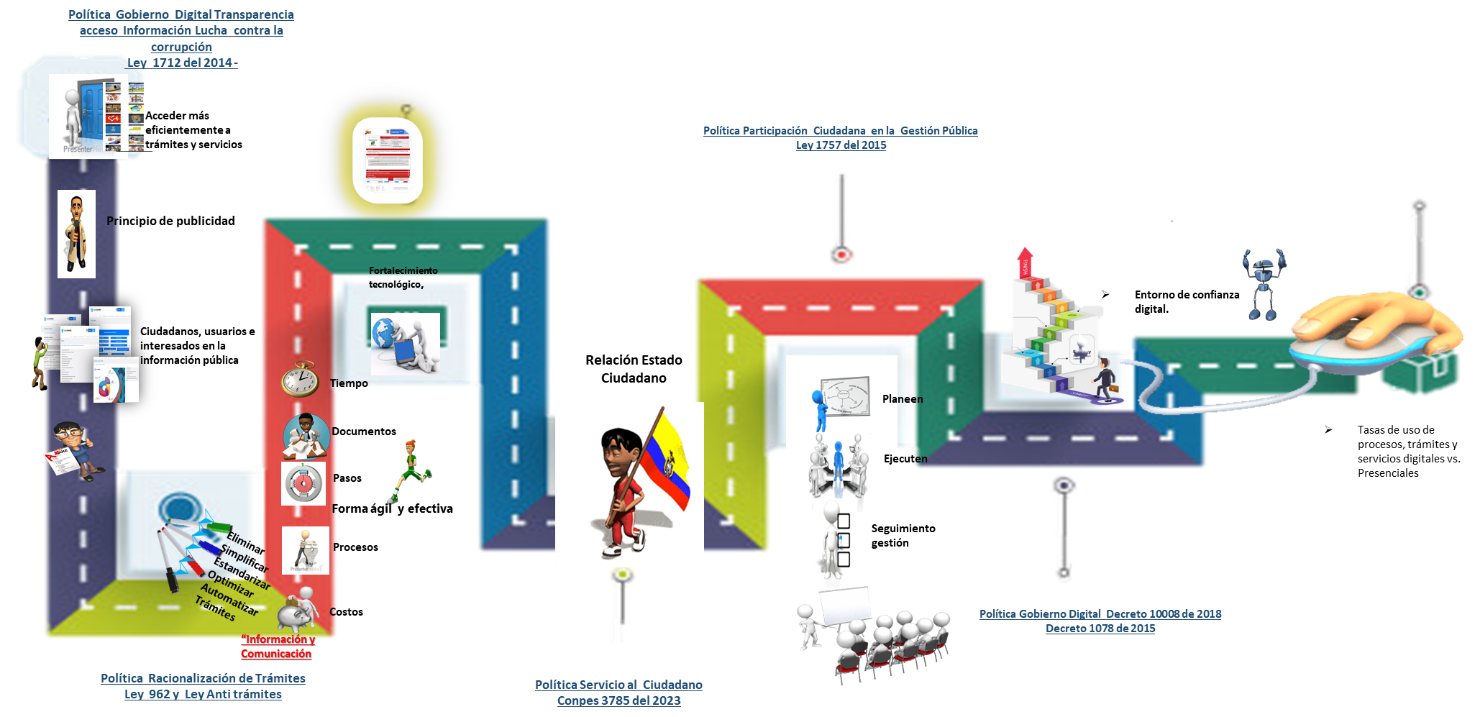 Política Gobierno Digital Transparencia
acceso Información Lucha contra la
corrupción
Ley 1712 del 2014 -
Presenter
Acceder más
eficientemente a
trámites y servicios
Principio de publicidad
Ciudadanos, usuarios e
interesados en la
información pública
Eliminar
Simplificar
Estandarizar
Optimizar
Automatizar
Trámites
Política Racionalización de Trámites
Ley 962 y Ley Anti trámites
Fortalecimiento
tecnológico,
Tiempo
Documentos
Pasos
Forma ágil y efectiva
Procesos
Costos
"Información y
Comunicación
Relación Estado
Ciudadano
Política Servicio al Ciudadano
Conpes 3785 del 2023
Política Participación Ciudadana en la Gestión Pública
Ley 1757 del 2015
Planeen
Ejecuten
Seguimiento
gestión
➢ Entorno de confianza
digital.
Política Gobierno Digital Decreto 10008 de 2018
Decreto 1078 de 2015
➢ Tasas de uso de
procesos, trámites y
servicios digitales vs.
Presenciales